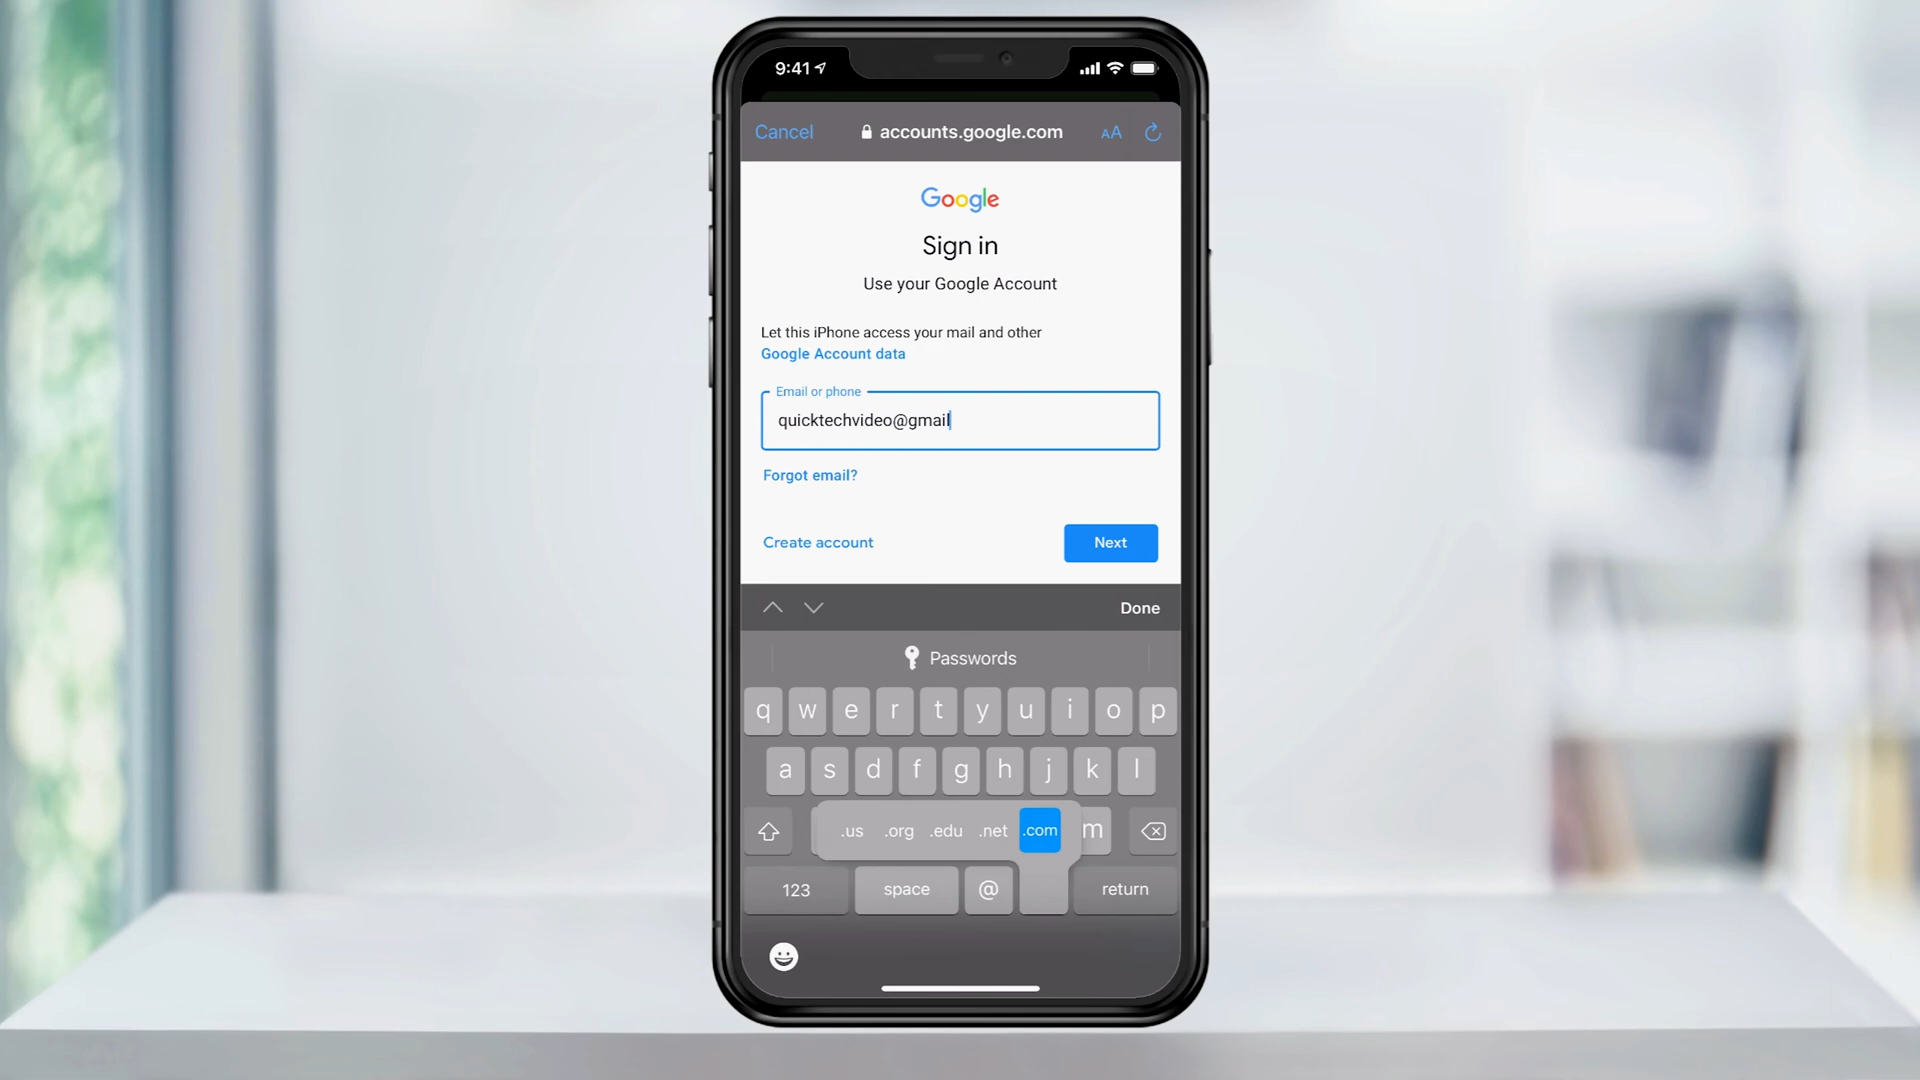 9:41
Cancel accounts.google.com AA
Google
Sign in
Use your Google Account
Let this iPhone access your mail and other
Google Account data
Email or phone
quicktechvideo@gmail
Forgot email?
Create account Next
Done
Passwords
q w e r t y u i o p
a s d f g h j k l
.us .org .edu .net .com m
123 space @ return